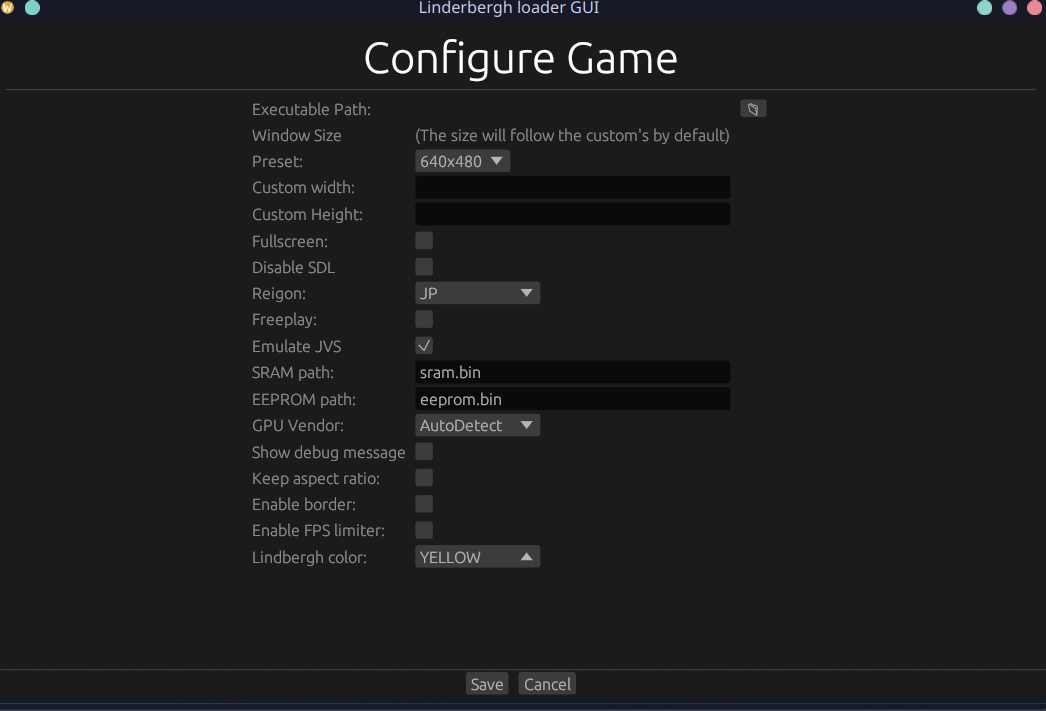 Linderbergh loader GUI
Configure Game
Executable Path:
Window Size (The size will follow the custom's by default)
Preset: 640x480
Custom width:
Custom Height:
Fullscreen:
Disable SDL
Reigon: JP
Freeplay:
Emulate JVS
SRAM path: sram.bin
EEPROM path: eeprom.bin
GPU Vendor: AutoDetect
Show debug message
Keep aspect ratio:
Enable border:
Enable FPS limiter:
Lindbergh color: YELLOW
Save Cancel